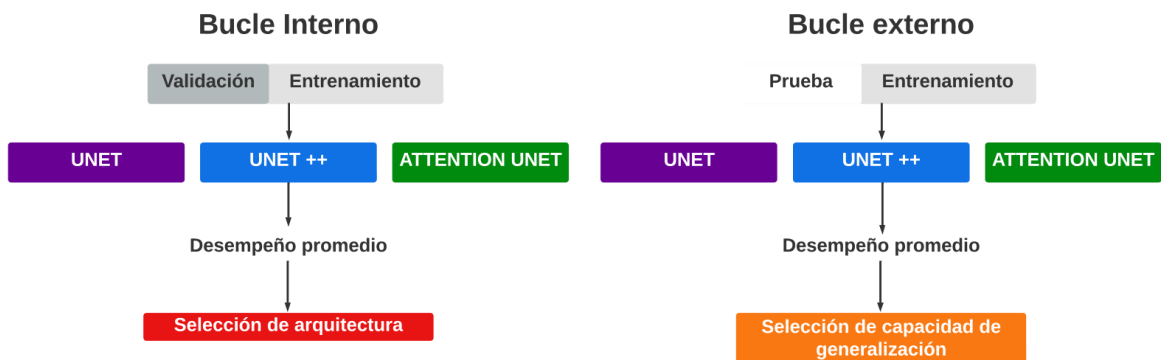 Bucle Interno
Validación Entrenamiento
UNET UNET ++ ATTENTION UNET
Desempeño promedio
Selección de arquitectura
Bucle externo
Prueba Entrenamiento
UNET UNET ++ ATTENTION UNET
Desempeño promedio
Selección de capacidad de
generalización